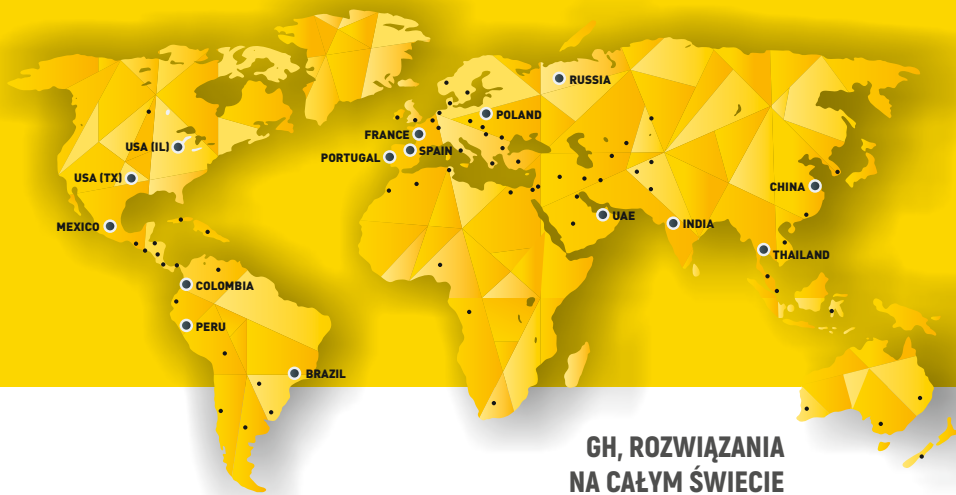 RUSSIA
POLAND
FRANCE
USA (IL)
SPAIN
PORTUGAL
USA (TX)
CHINA
UAE
INDIA
MEXICO
THAILAND
COLOMBIA
PERU
BRAZIL
GH, ROZWIĄZANIA
NA CAŁYM ŚWIECIE